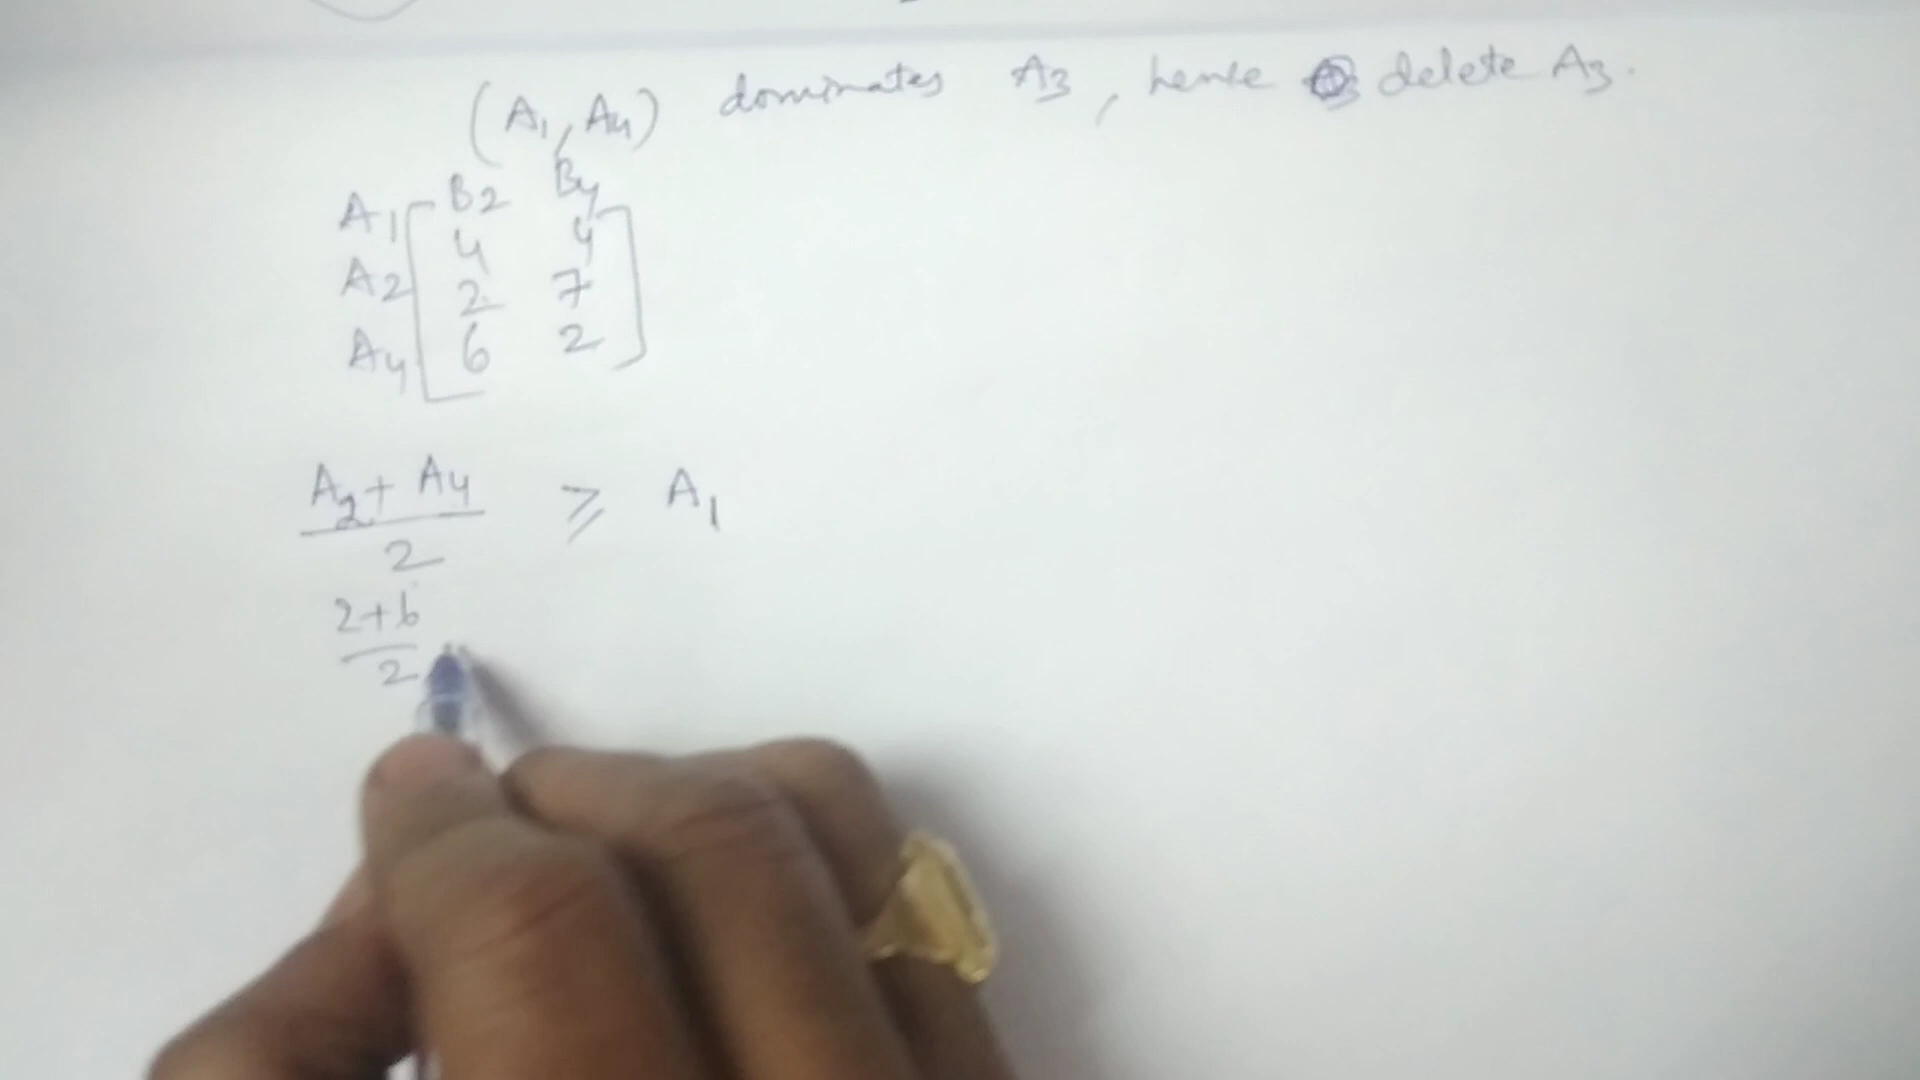 (A1, A4) dominates A3, hence delete A3.
B2 B4
A1 4 4
A2 2 7
A4 6 2
A2 + A4 ≥ A1
2
2+6
2